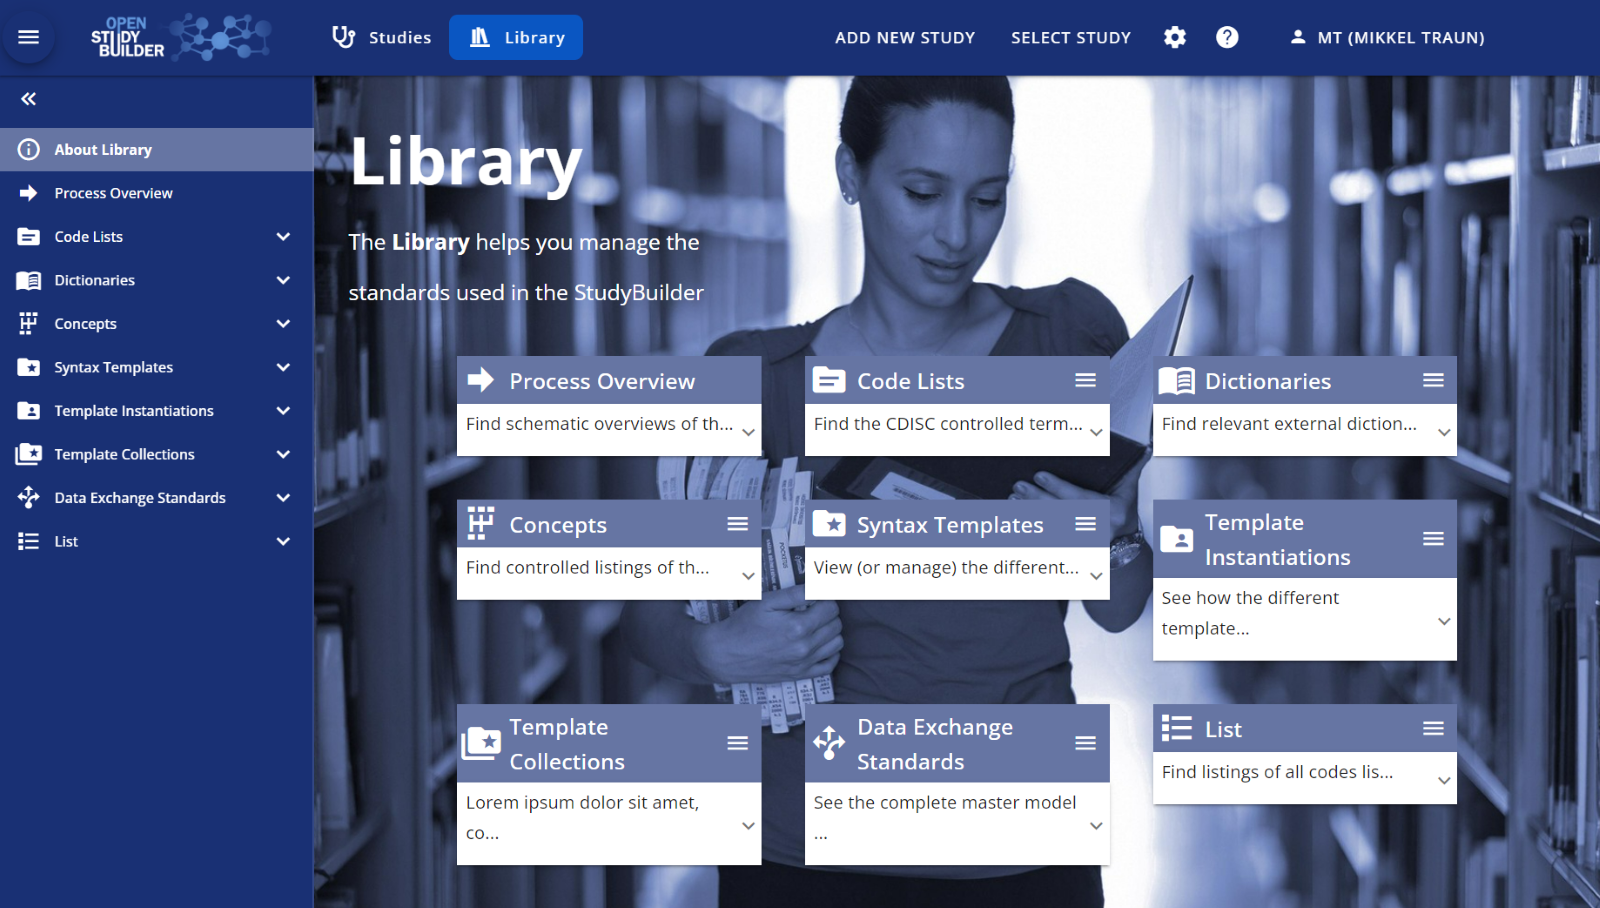 OPEN
STUDY
BUILDER
Studies
Library
ADD NEW STUDY
SELECT STUDY
MT (MIKKEL TRAUN)
About Library
Process Overview
Code Lists
Dictionaries
Concepts
Syntax Templates
Template Instantiations
Template Collections
Data Exchange Standards
List
Library
The Library helps you manage the
standards used in the StudyBuilder
Process Overview
Find schematic overviews of th...
Code Lists
Find the CDISC controlled term...
Dictionaries
Find relevant external diction...
Concepts
Find controlled listings of th...
Syntax Templates
View (or manage) the different...
Template
Instantiations
See how the different
template...
Template
Collections
Lorem ipsum dolor sit amet,
co...
Data Exchange
Standards
See the complete master model
...
List
Find listings of all codes lis...